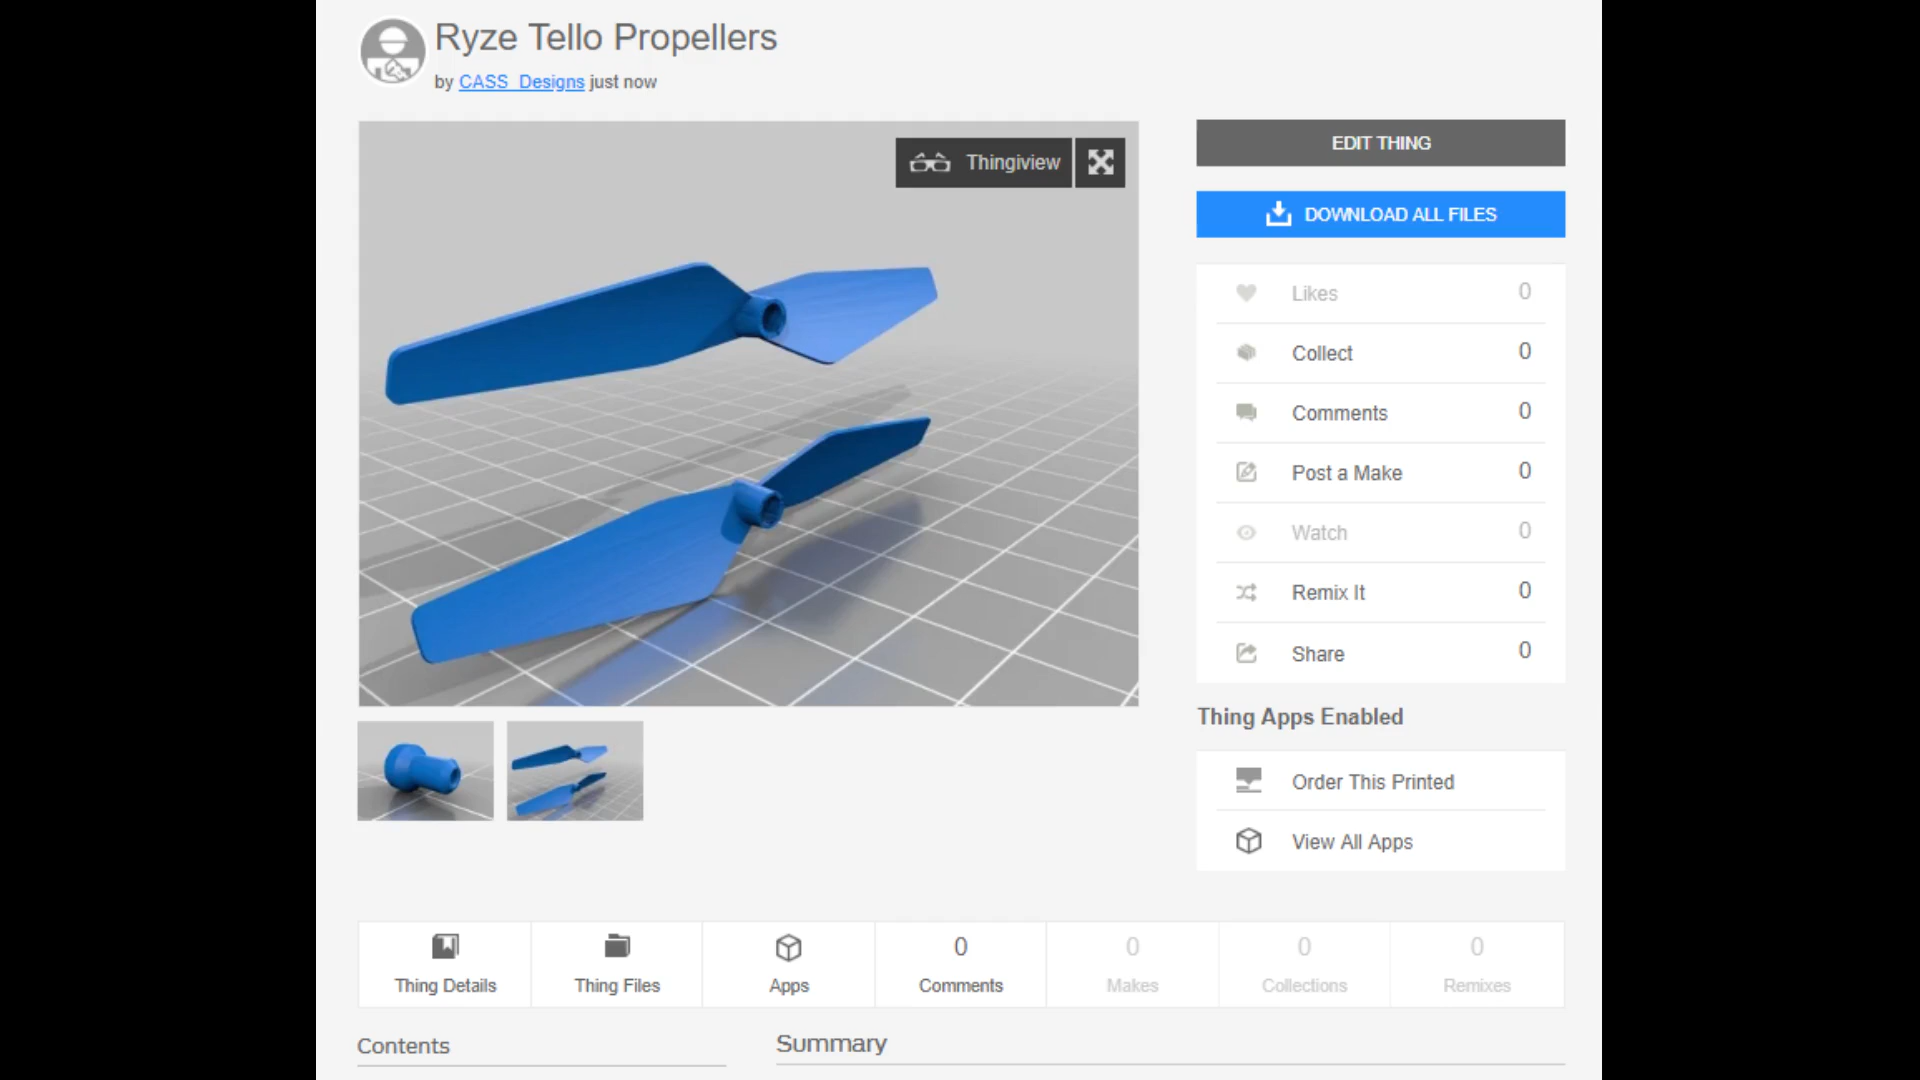 Ryze Tello Propellers
by CASS_Designs just now
Thingiview
EDIT THING
DOWNLOAD ALL FILES
Likes 0
Collect 0
Comments 0
Post a Make 0
Watch 0
Remix It 0
Share 0
Thing Apps Enabled
Order This Printed
View All Apps
Thing Details
Thing Files
Apps
0
Comments
0
Makes
0
Collections
0
Remixes
Contents
Summary